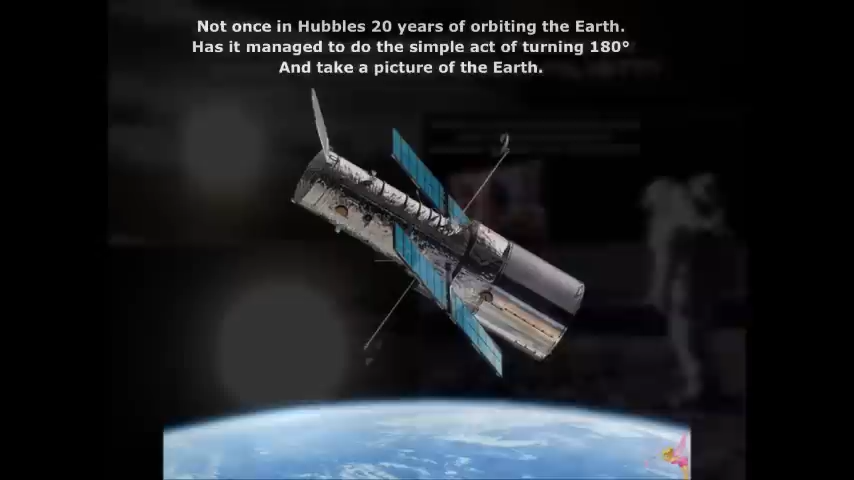 Not once in Hubbles 20 years of orbiting the Earth.
Has it managed to do the simple act of turning 180°
And take a picture of the Earth.